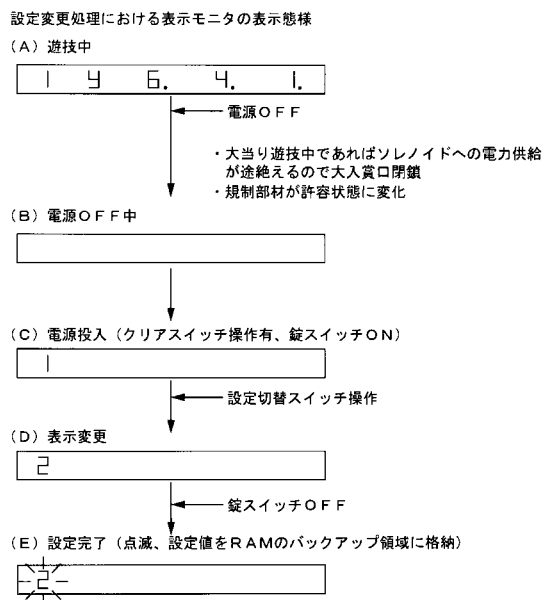 設定変更処理における表示モニタの表示態様
(A)遊技中
1 y 6. 4. 1.
電源OFF
・大当り遊技中であればソレノイドへの電力供給
が途絶えるので大入賞口閉鎖
・規制部材が許容状態に変化
(B)電源OFF中
(C)電源投入(クリアスイッチ操作有、錠スイッチON)
1
設定切替スイッチ操作
(D)表示変更
2
錠スイッチOFF
(E)設定完了(点滅、設定値をRAMのバックアップ領域に格納)
2